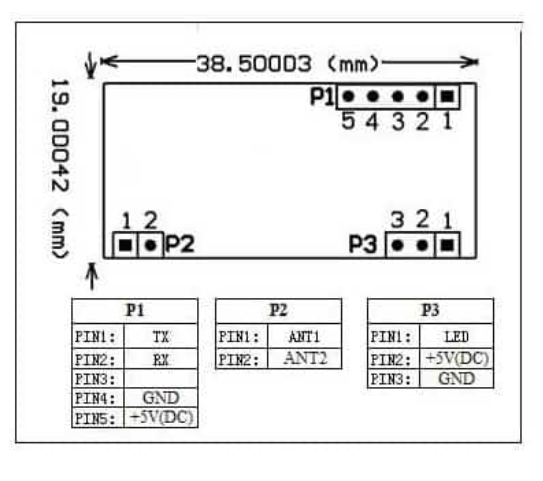 38.500D3 (mm)
19.0D042 (mm)
P1
5 4 3 2 1
1 2
P2
3 2 1
P3
P1
PIN1: TX
PIN2: RX
PIN3:
PIN4: GND
PIN5: +5V(DC)
P2
PIN1: ANT1
PIN2: ANT2
P3
PIN1: LED
PIN2: +5V(DC)
PIN3: GND